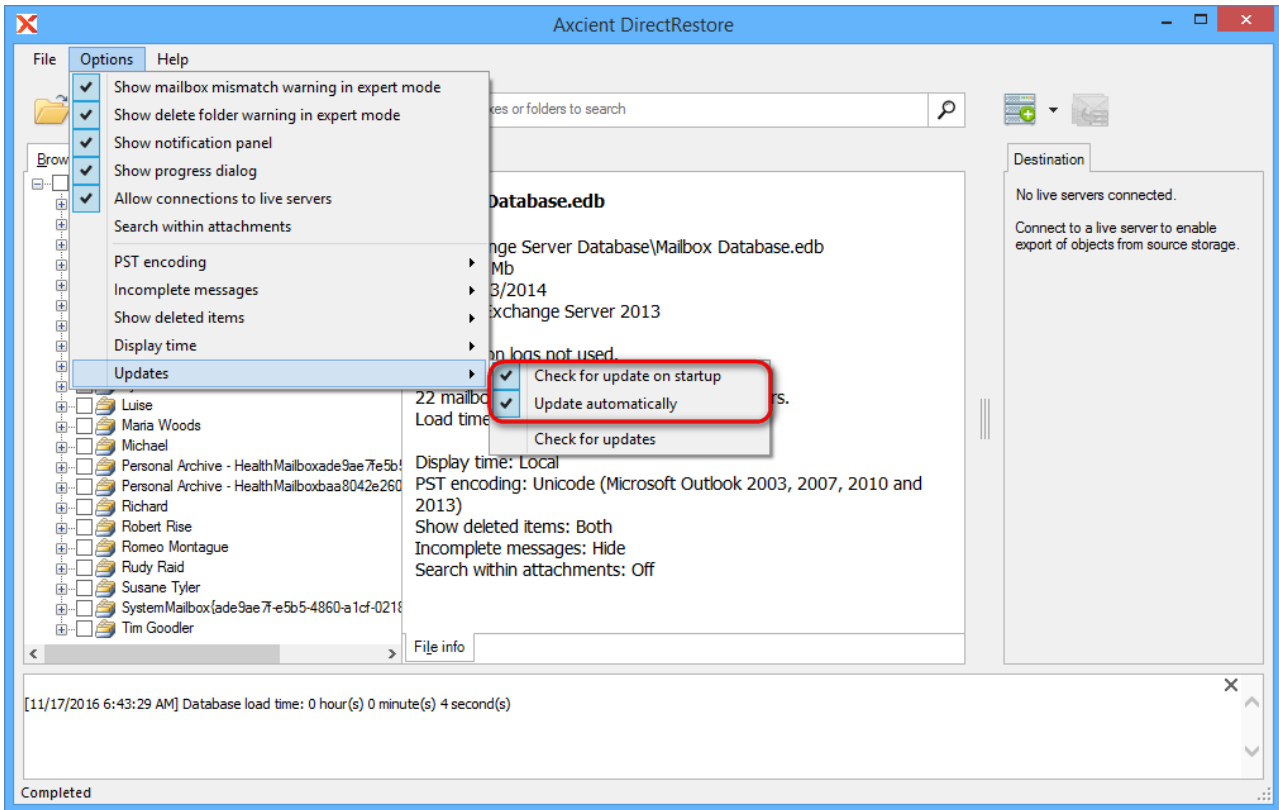 Axcient DirectRestore
File Options Help
Show mailbox mismatch warning in expert mode
Show delete folder warning in expert mode
Show notification panel
Show progress dialog
Allow connections to live servers
Search within attachments
PST encoding
Incomplete messages
Show deleted items
Display time
Updates
Check for update on startup
Update automatically
Check for updates
or folders to search
Database.edb
Server Database\Mailbox Database.edb
Mb
3/2014
Exchange Server 2013
logs not used.
22
Load time
Display time: Local
PST encoding: Unicode (Microsoft Outlook 2003, 2007, 2010 and
2013)
Show deleted items: Both
Incomplete messages: Hide
Search within attachments: Off
File info
Luise
Maria Woods
Michael
Personal Archive - HealthMailboxade9ae7fe5b
Personal Archive - HealthMailboxbaa8042e260
Richard
Robert Rise
Romeo Montague
Rudy Raid
Susane Tyler
SystemMailbox{ade9ae7f-e5b5-4860-a1cf-0218
Tim Goodler
Destination
No live servers connected.
Connect to a live server to enable
export of objects from source storage.
[11/17/2016 6:43:29 AM] Database load time: 0 hour(s) 0 minute(s) 4 second(s)
Completed